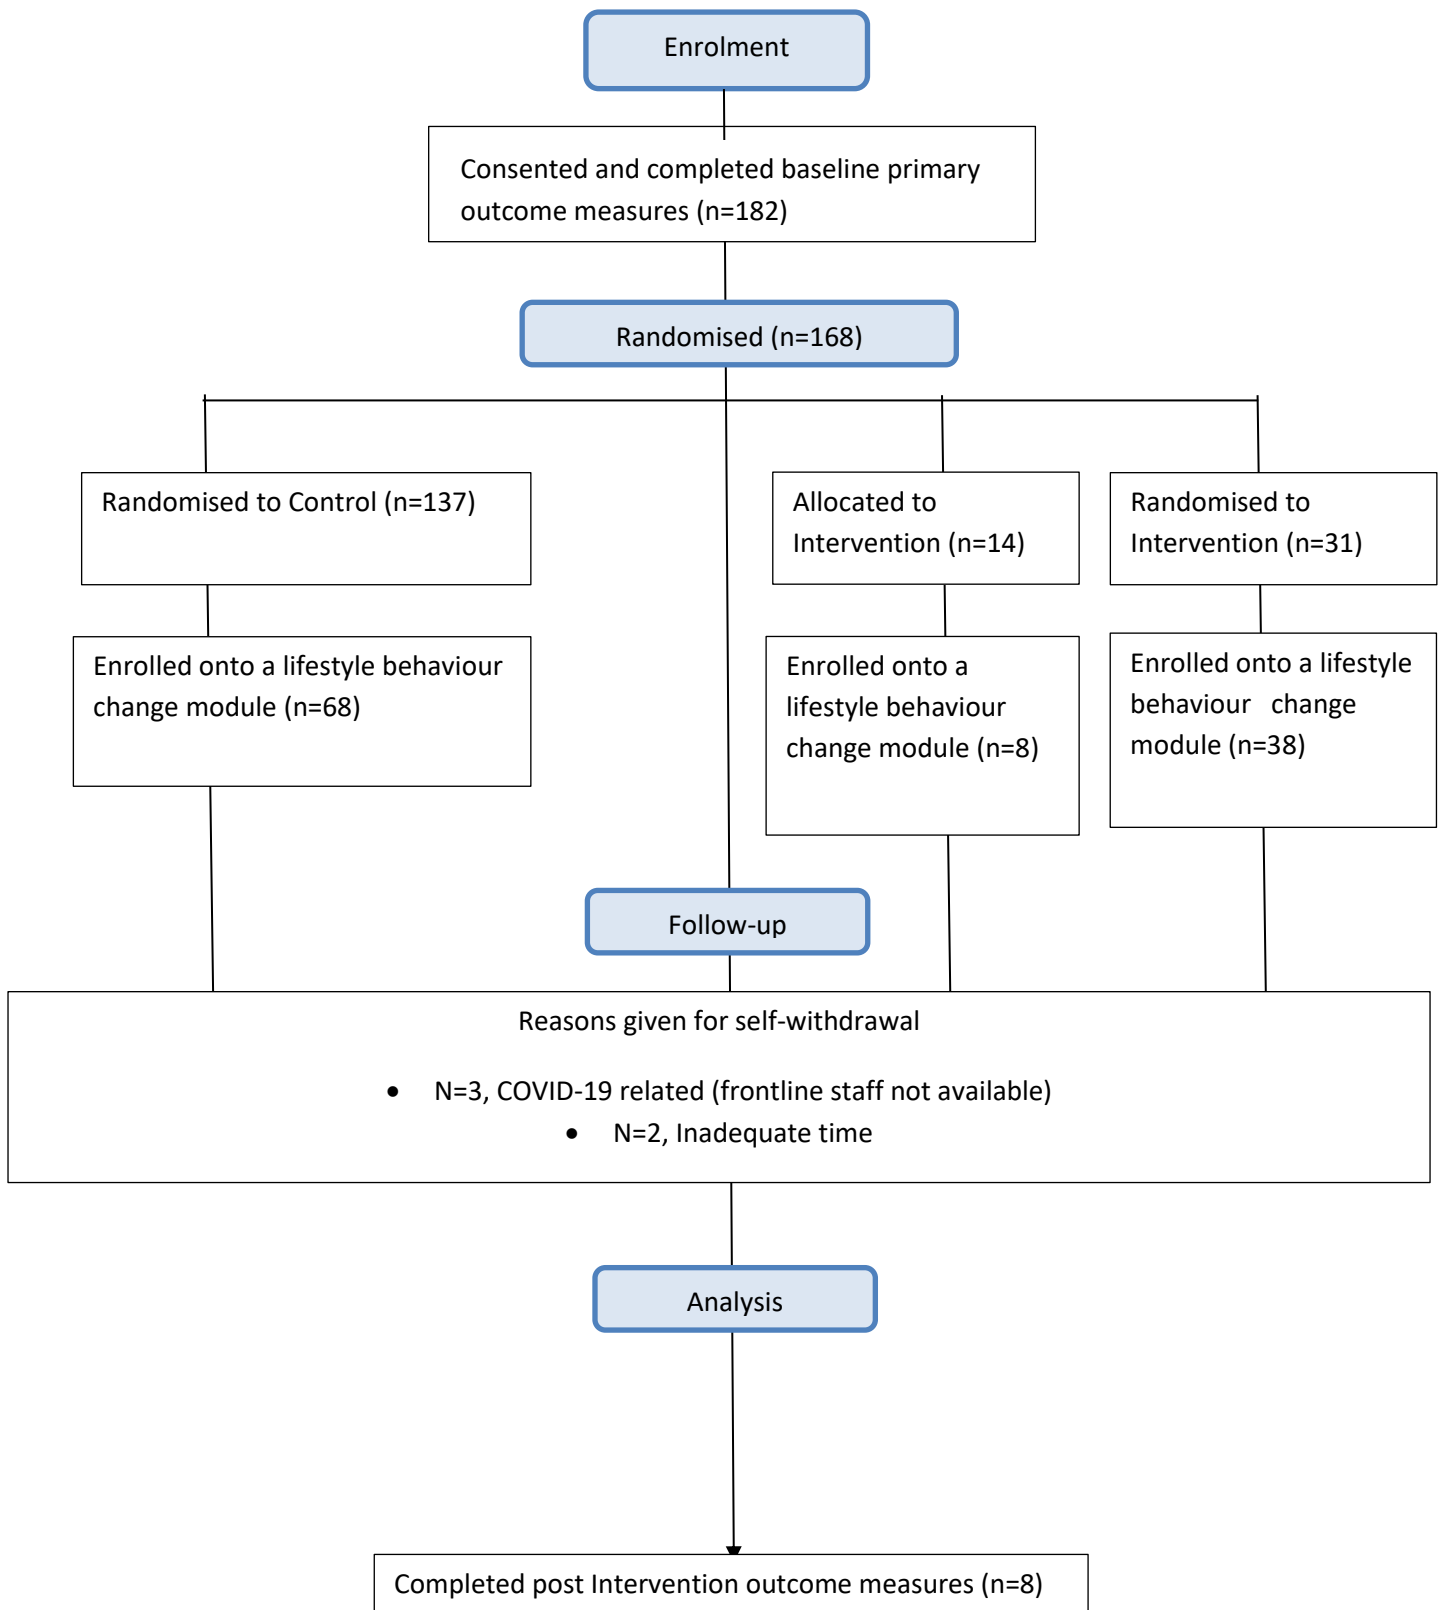 Enrolment
Consented and completed baseline primary
outcome measures (n=182)
Randomised (n=168)
Randomised to Control (n=137)
Allocated to
Intervention (n=14)
Randomised to
Intervention (n=31)
Enrolled onto a lifestyle behaviour
change module (n=68)
Enrolled onto a
lifestyle behaviour
change module (n=8)
Enrolled onto a lifestyle
behaviour change
module (n=38)
Follow-up
Reasons given for self-withdrawal
• N=3, COVID-19 related (frontline staff not available)
• N=2, Inadequate time
Analysis
Completed post Intervention outcome measures (n=8)